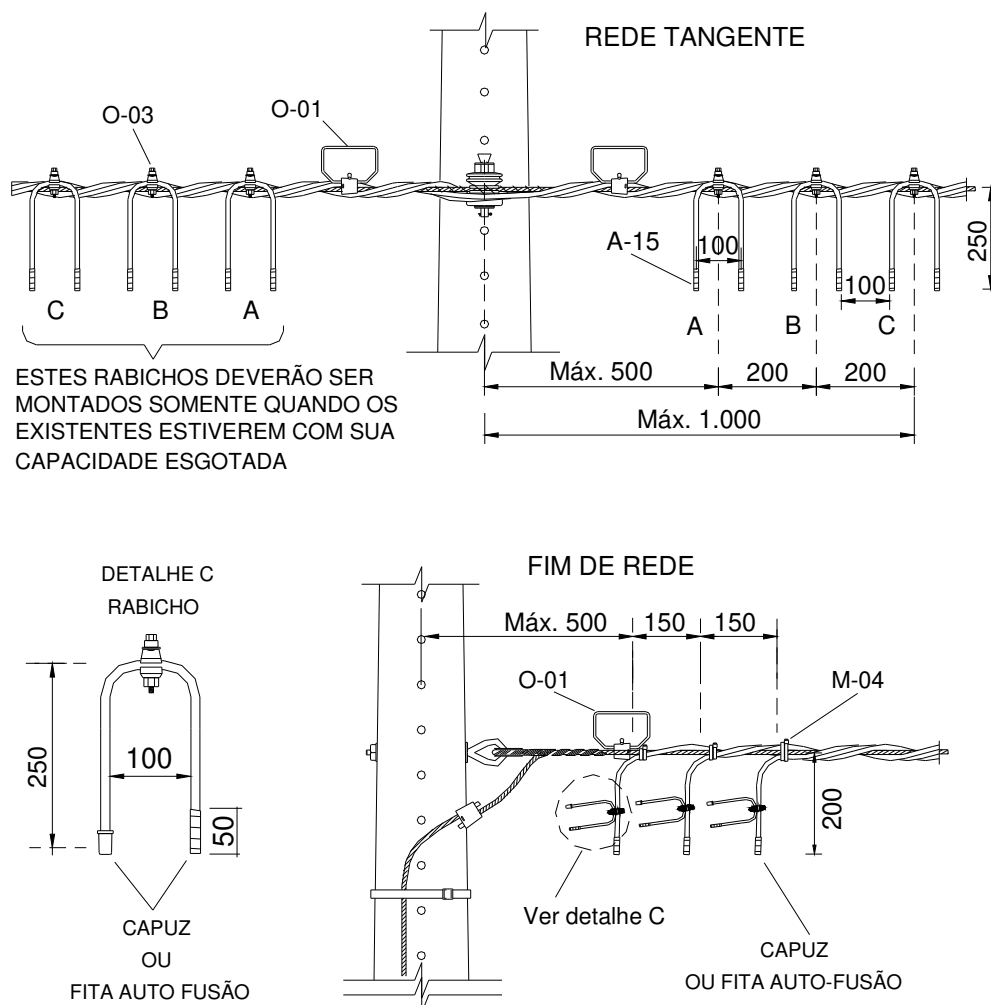 REDE TANGENTE
O-03
O-01
A-15
100
250
100
C
B
A
A
B
C
Máx. 500
200
200
Máx. 1.000
ESTES RABICHOS DEVERÃO SER
MONTADOS SOMENTE QUANDO OS
EXISTENTES ESTIVEREM COM SUA
CAPACIDADE ESGOTADA
DETALHE C
RABICHO
250
100
50
CAPUZ
OU
FITA AUTO FUSÃO
FIM DE REDE
Máx. 500
150
150
O-01
M-04
200
Ver detalhe C
CAPUZ
OU FITA AUTO-FUSÃO